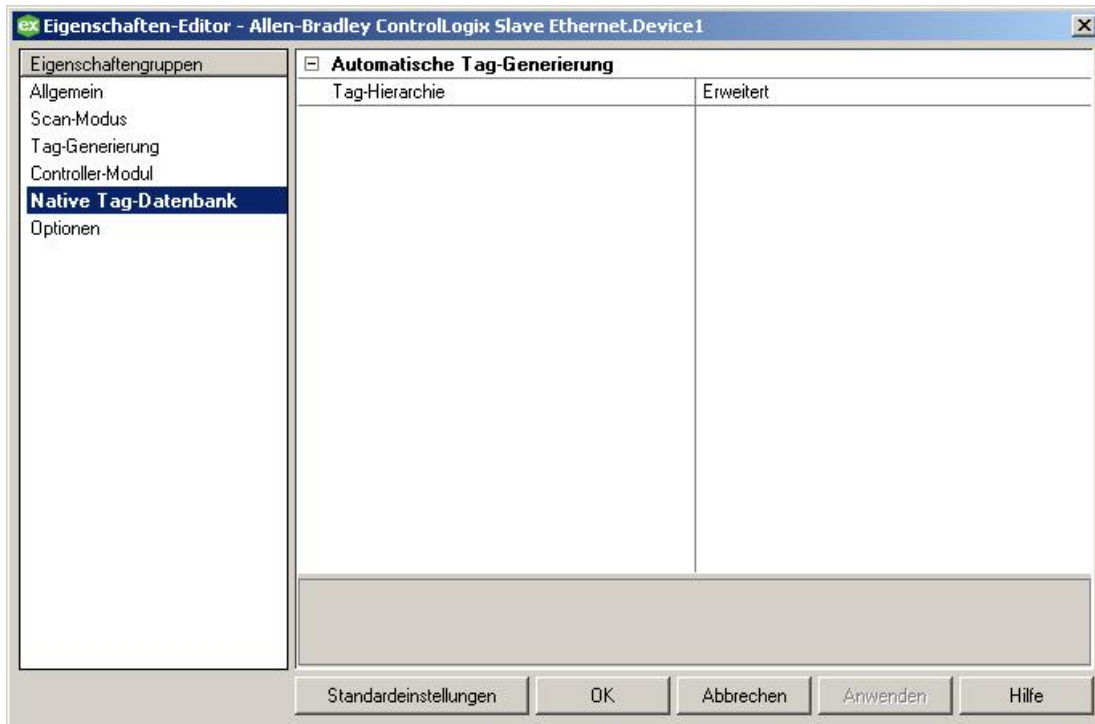 ex Eigenschaften-Editor - Allen-Bradley ControlLogix Slave Ethernet.Device1
Eigenschaftengruppen
Allgemein
Scan-Modus
Tag-Generierung
Controller-Modul
Native Tag-Datenbank
Optionen
Automatische Tag-Generierung
Tag-Hierarchie Erweitert
Standardeinstellungen OK Abbrechen Anwenden Hilfe